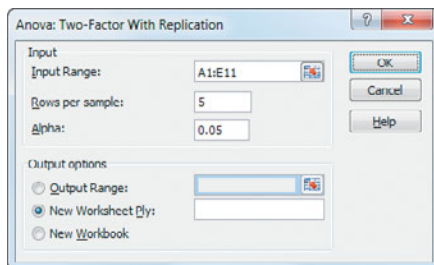 Anova: Two-Factor With Replication
Input
Input Range:
A1:E11
OK
Rows per sample:
5
Cancel
Alpha:
0.05
Help
Output options
Output Range:
New Worksheet Ply:
New Workbook